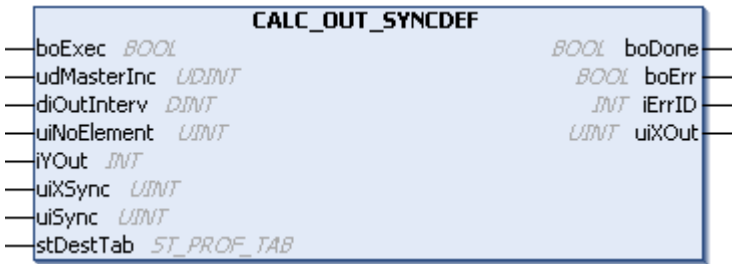 CALC_OUT_SYNCDEF
boExec BOOL BOOL boDone
udMasterInc UDINT BOOL boErr
diOutInterv DINT INT iErrID
uiNoElement UINT UINT uiXOut
iYOut INT
uiXSync UINT
uiSync UINT
stDestTab ST_PROF_TAB